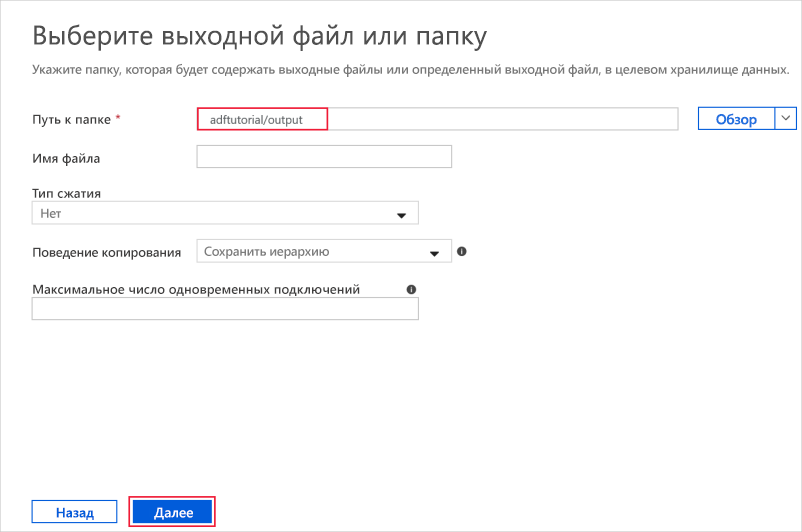 Выберите выходной файл или папку
Укажите папку, которая будет содержать выходные файлы или определенный выходной файл, в целевом хранилище данных.
Путь к папке * adftutorial/output Обзор
Имя файла
Тип сжатия
Нет
Поведение копирования Сохранить иерархию
Максимальное число одновременных подключений
Назад Далее